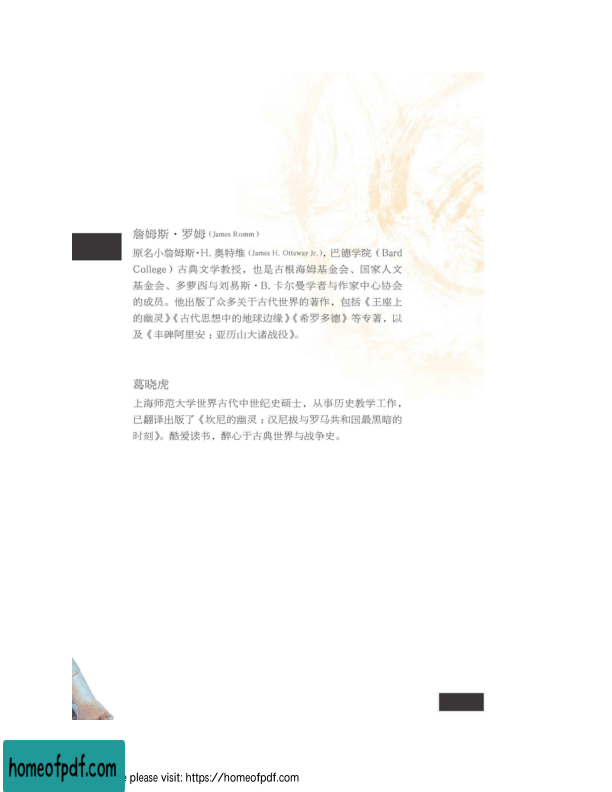 詹姆斯·罗姆（James Romm）
原名小詹姆斯·H. 奥特维（James H. Ottaway Jr.），巴德学院（Bard
College）古典文学教授，也是古根海姆基金会、国家人文
基金会、多萝西与刘易斯·B. 卡尔曼学者与作家中心协会
的成员。他出版了众多关于古代世界的著作，包括《王座上
的幽灵》《古代思想中的地球边缘》《希罗多德》等专著，以
及《丰碑阿里安：亚历山大诸战役》。
葛晓虎
上海师范大学世界古代中世纪史硕士，从事历史教学工作，
已翻译出版了《坎尼的幽灵：汉尼拔与罗马共和国最黑暗的
时刻》。酷爱读书，醉心于古典世界与战争史。
homeofpdf.com
please visit: https://homeofpdf.com